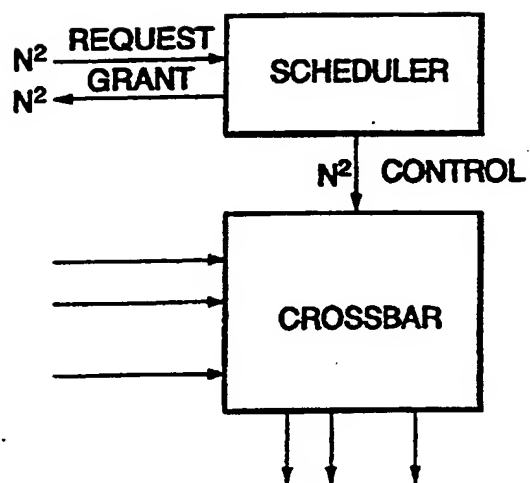 N² REQUEST
N² GRANT
SCHEDULER
N² CONTROL
CROSSBAR